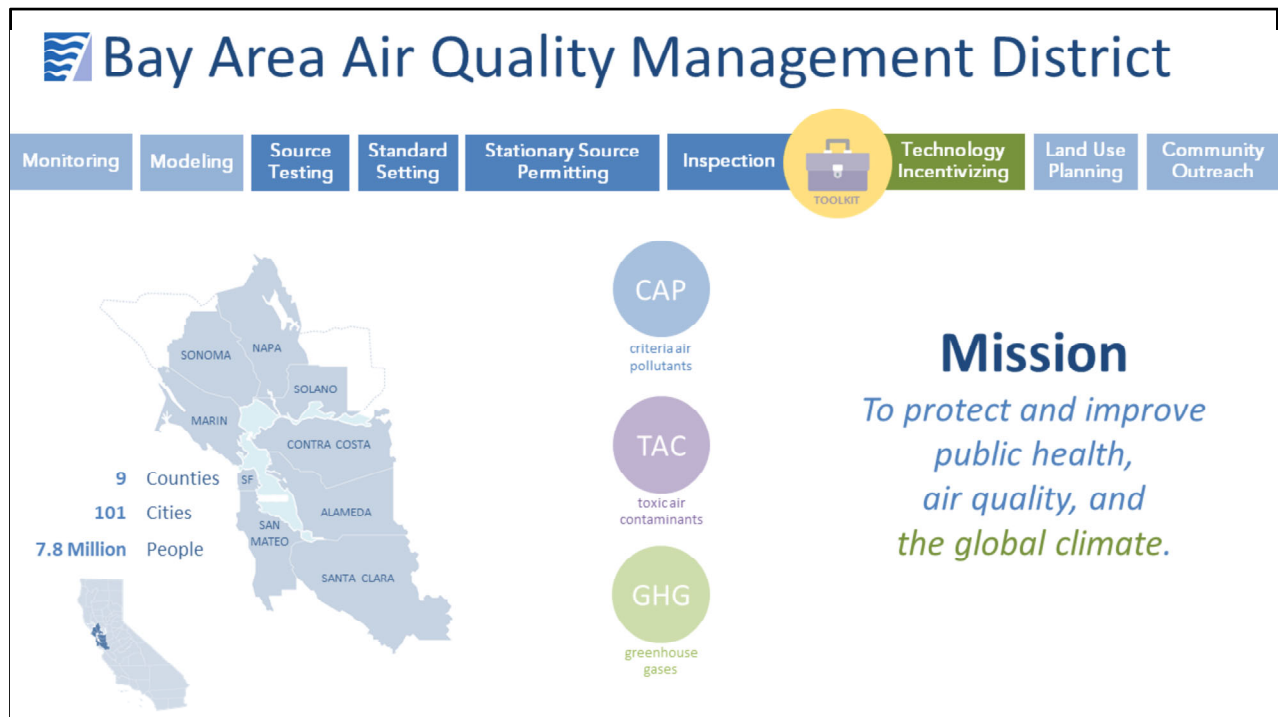 Bay Area Air Quality Management District
Monitoring
Modeling
Source
Testing
Standard
Setting
Stationary Source
Permitting
Inspection
TOOLKIT
Technology
Incentivizing
Land Use
Planning
Community
Outreach
SONOMA
NAPA
SOLANO
MARIN
CONTRA COSTA
SF
ALAMEDA
SAN
MATEO
SANTA CLARA
9 Counties
101 Cities
7.8 Million People
CAP
criteria air
pollutants
TAC
toxic air
contaminants
GHG
greenhouse
gases
Mission
To protect and improve
public health,
air quality, and
the global climate.